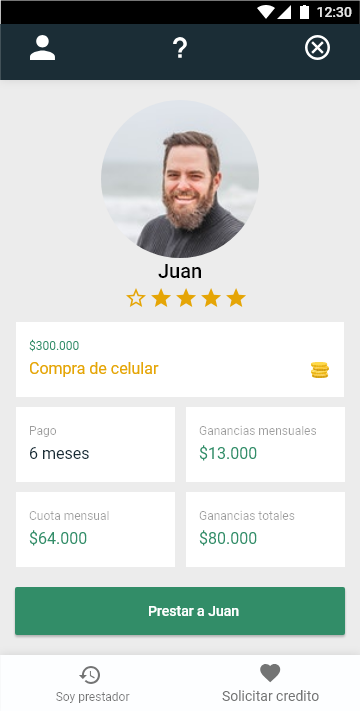 12:30
?
Juan
$300.000
Compra de celular
Pago
6 meses
Ganancias mensuales
$13.000
Cuota mensual
$64.000
Ganancias totales
$80.000
Prestar a Juan
Soy prestador
Solicitar credito